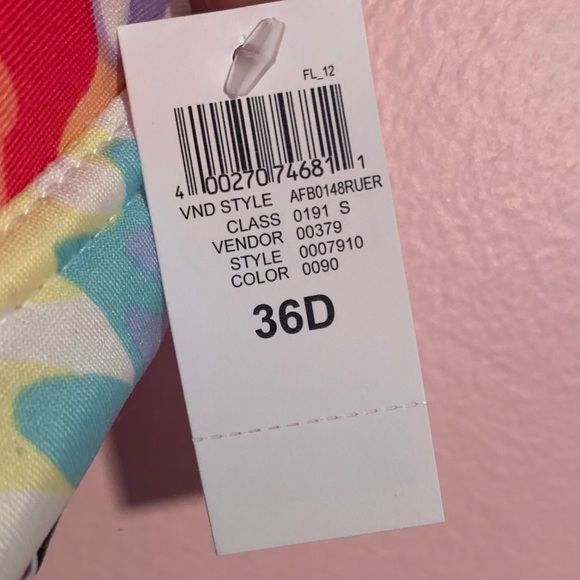 FL_12
4 00270 74681 1
VND STYLE AFB0148RUER
CLASS 0191 S
VENDOR 00379
STYLE 0007910
COLOR 0090
36D